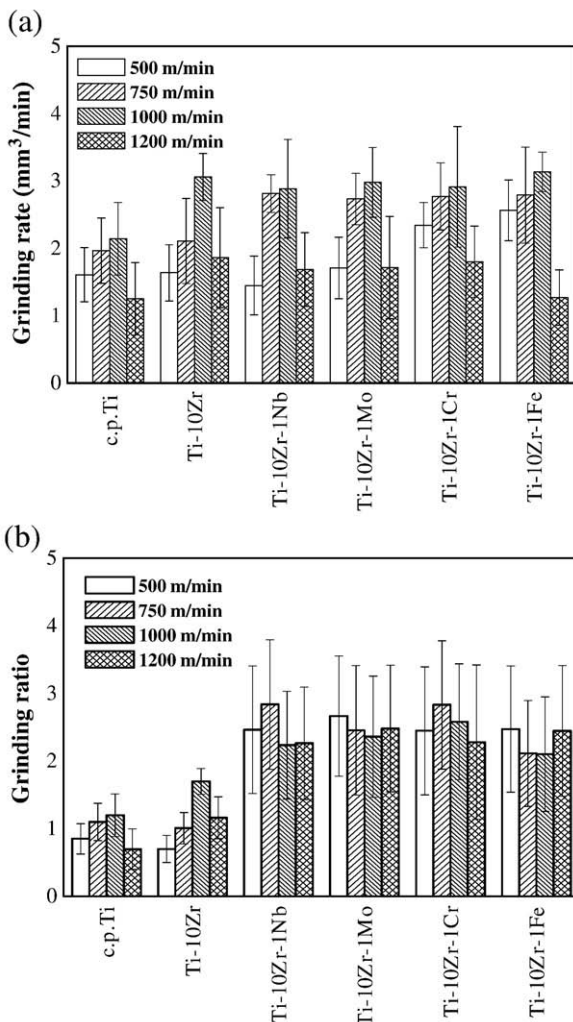 (a)
Grinding rate (mm³/min)
5
4
3
2
1
0
500 m/min
750 m/min
1000 m/min
1200 m/min
c.p.Ti
Ti-10Zr
Ti-10Zr-1Nb
Ti-10Zr-1Mo
Ti-10Zr-1Cr
Ti-10Zr-1Fe
(b)
Grinding ratio
5
4
3
2
1
0
500 m/min
750 m/min
1000 m/min
1200 m/min
c.p.Ti
Ti-10Zr
Ti-10Zr-1Nb
Ti-10Zr-1Mo
Ti-10Zr-1Cr
Ti-10Zr-1Fe